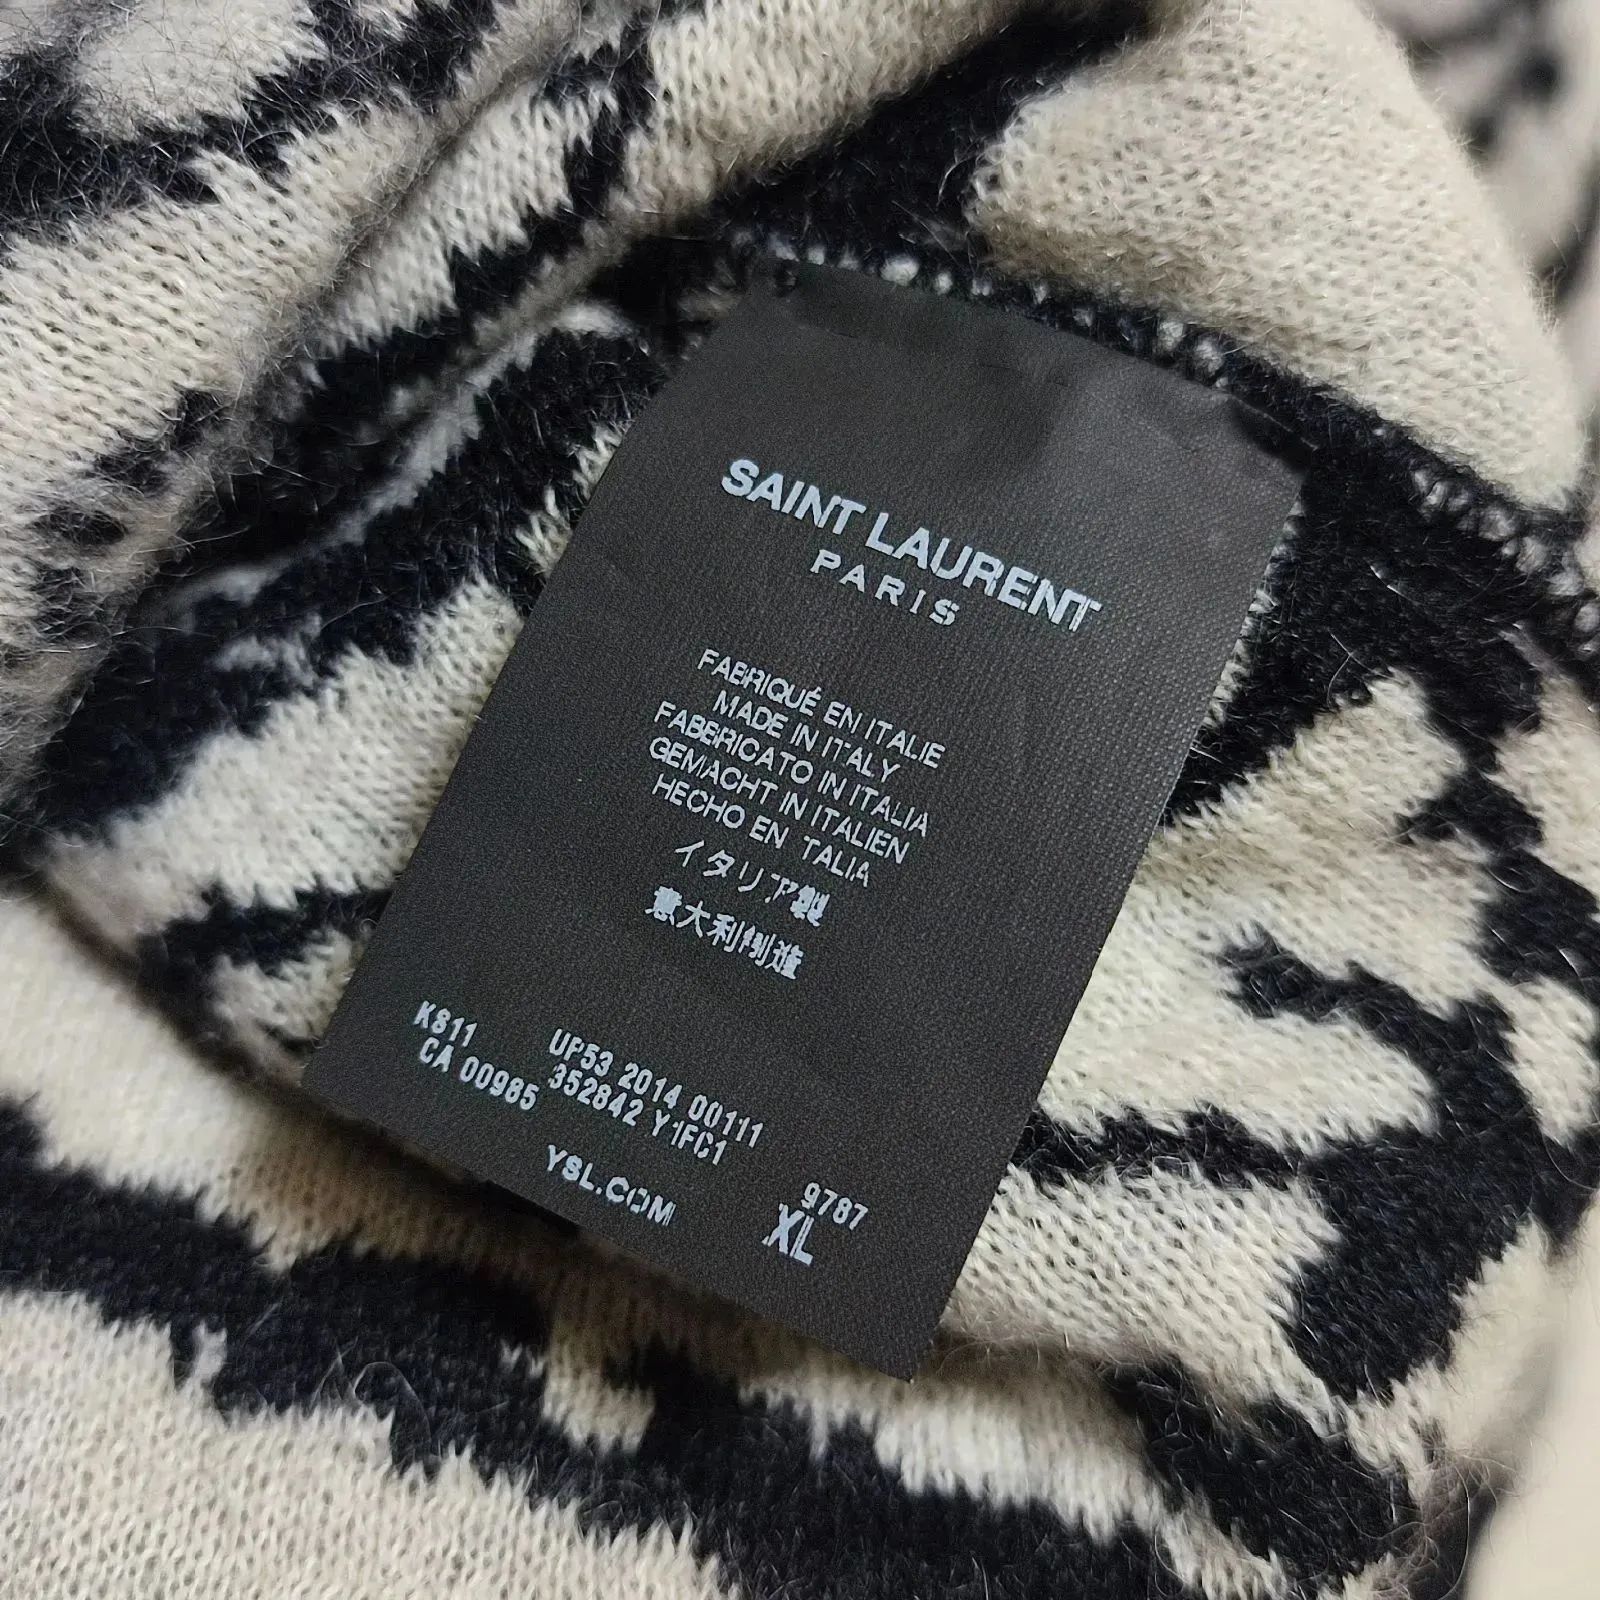 SAINT LAURENT
PARIS
FABRIQUÉ EN ITALIE
MADE IN ITALY
FABBRICATO IN ITALIA
GEMACHT IN ITALIEN
HECHO EN TALIA
イタリア製
意大利制造
K811 UP53 2014 00111
CA 00985 352842 Y1FC1
YSL.COM
9787
XL